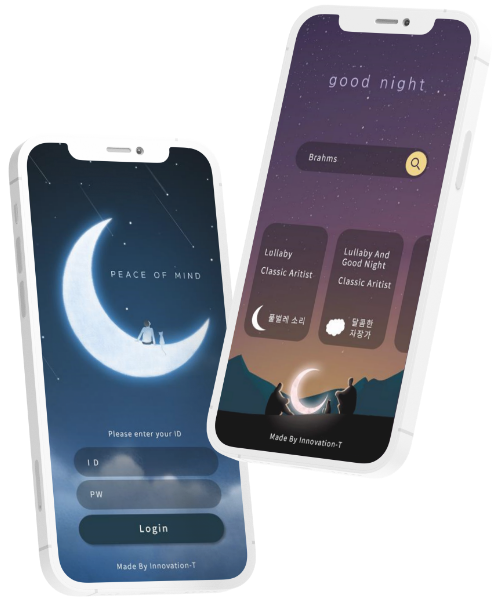 PEACE OF MIND
Please enter your ID
ID
PW
Login
Made By Innovation-T
good night
Brahms
Lullaby
Classic Aritist
풀벌레 소리
Lullaby And
Good Night
Classic Aritist
달콤한
자장가
Made By Innovation-T